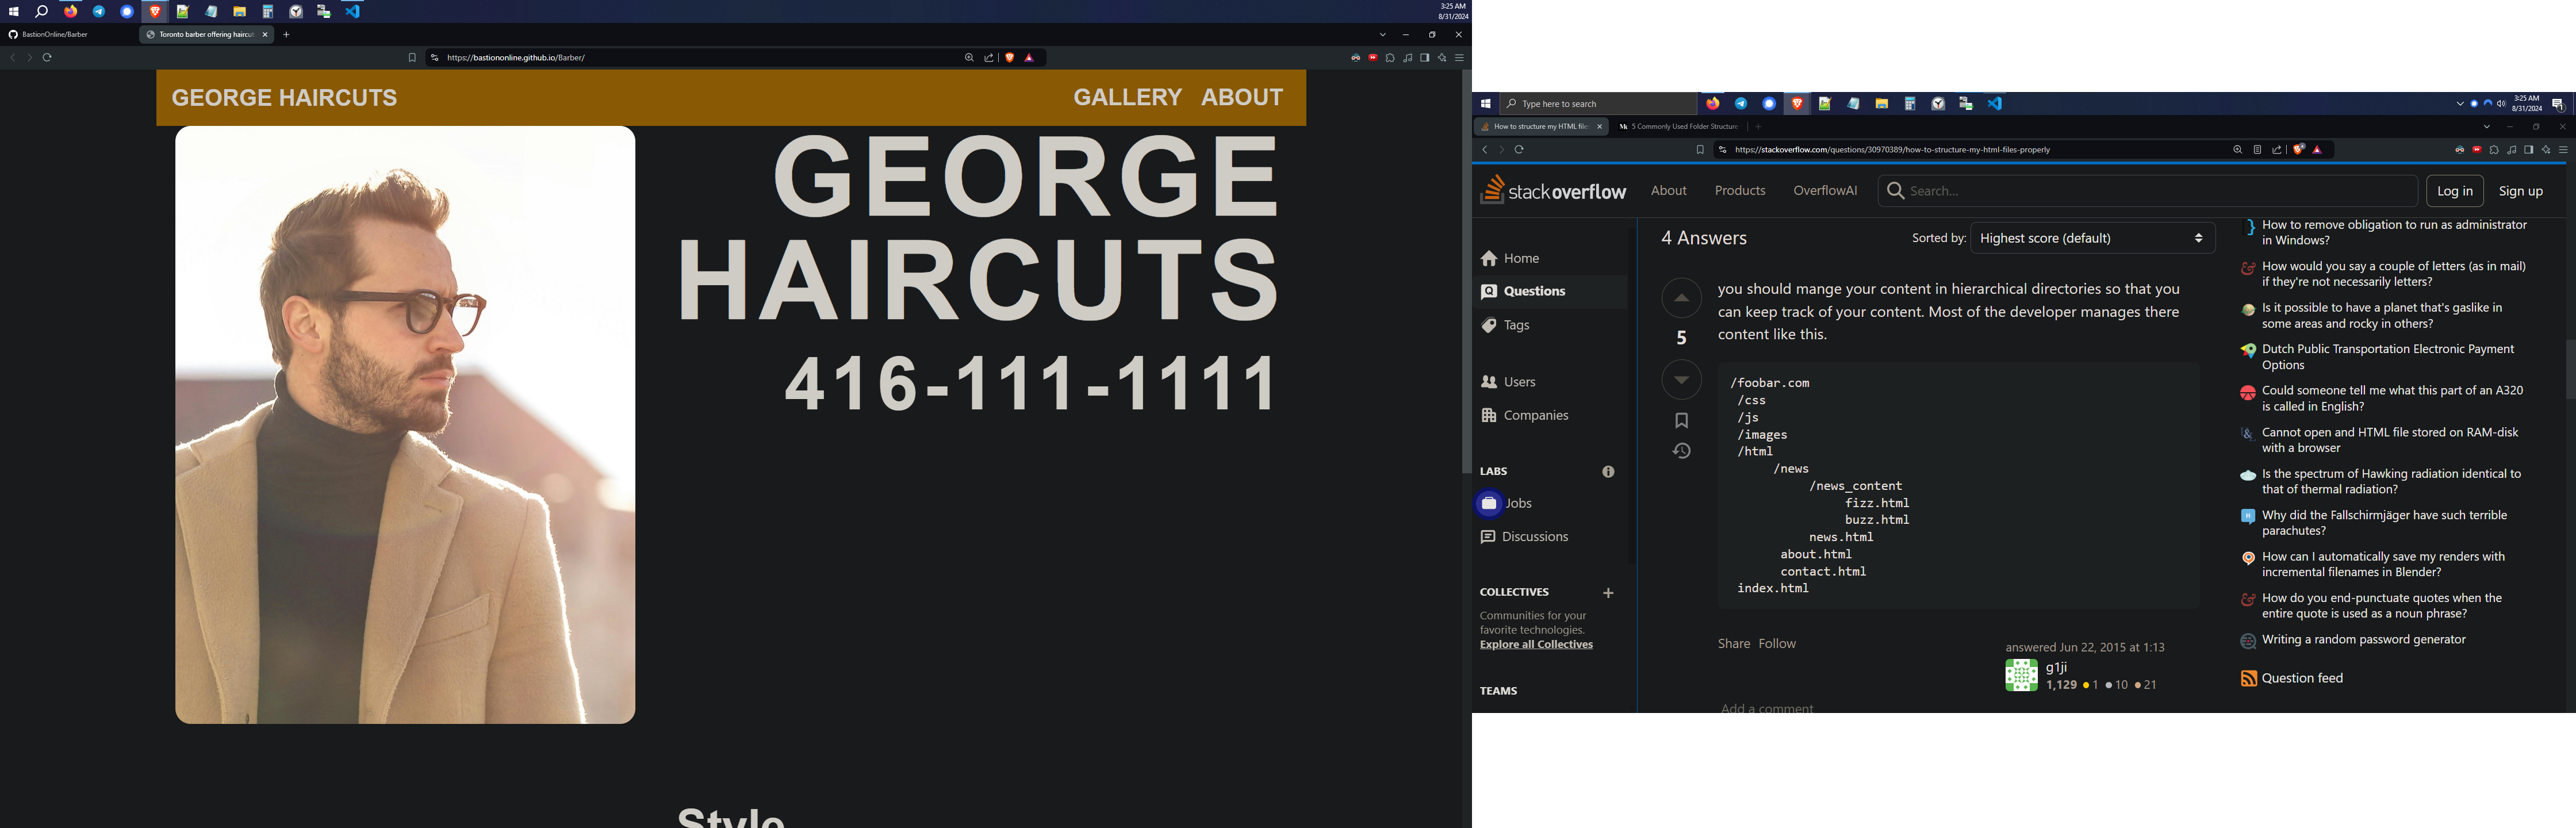 3:25 AM
8/31/2024
BastionOnline/Barber
Toronto barber offering haircut
https://bastiononline.github.io/Barber/
GEORGE HAIRCUTS
GALLERY ABOUT
GEORGE
HAIRCUTS
416-111-1111
Style
Type here to search
3:25 AM
8/31/2024
How to structure my HTML files
5 Commonly Used Folder Structure
https://stackoverflow.com/questions/30970389/how-to-structure-my-html-files-properly
stackoverflow
About
Products
OverflowAI
Search...
Log in
Sign up
Home
Questions
Tags
Users
Companies
LABS
Jobs
Discussions
COLLECTIVES
Communities for your
favorite technologies.
Explore all Collectives
TEAMS
4 Answers
Sorted by:
Highest score (default)
5
you should mange your content in hierarchical directories so that you
can keep track of your content. Most of the developer manages there
content like this.
/foobar.com
/css
/js
/images
/html
/news
/news_content
fizz.html
buzz.html
news.html
about.html
contact.html
index.html
Share Follow
answered Jun 22, 2015 at 1:13
g1ji
1,129 1 10 21
Add a comment
How to remove obligation to run as administrator
in Windows?
How would you say a couple of letters (as in mail)
if they're not necessarily letters?
Is it possible to have a planet that's gaslike in
some areas and rocky in others?
Dutch Public Transportation Electronic Payment
Options
Could someone tell me what this part of an A320
is called in English?
Cannot open and HTML file stored on RAM-disk
with a browser
Is the spectrum of Hawking radiation identical to
that of thermal radiation?
Why did the Fallschirmjäger have such terrible
parachutes?
How can I automatically save my renders with
incremental filenames in Blender?
How do you end-punctuate quotes when the
entire quote is used as a noun phrase?
Writing a random password generator
Question feed